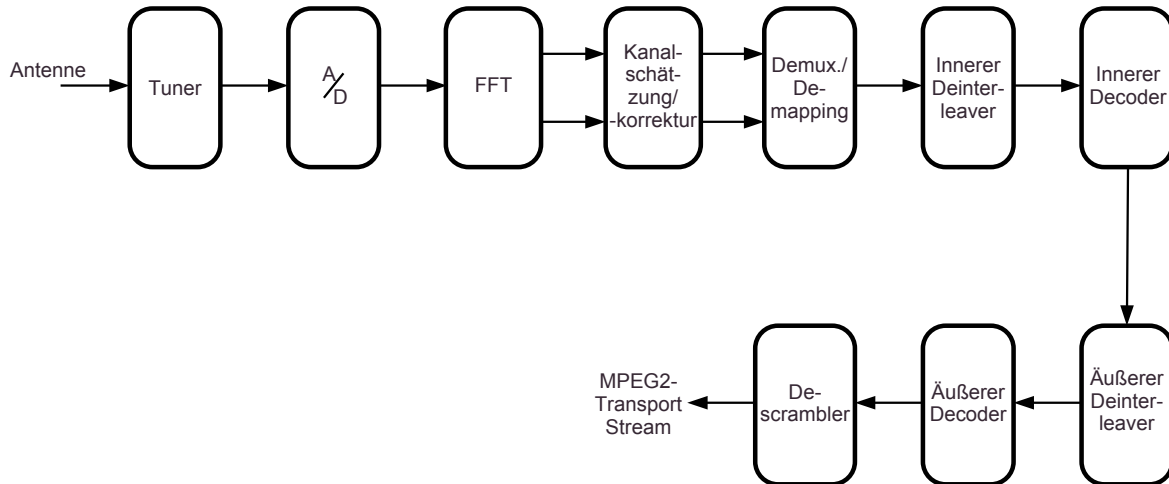 Antenne
Tuner
A/D
FFT
Kanal-
schät-
zung/
-korrektur
Demux./
De-
mapping
Innerer
Deinter-
leaver
Innerer
Decoder
MPEG2-
Transport
Stream
De-
scrambler
Äußerer
Decoder
Äußerer
Deinter-
leaver